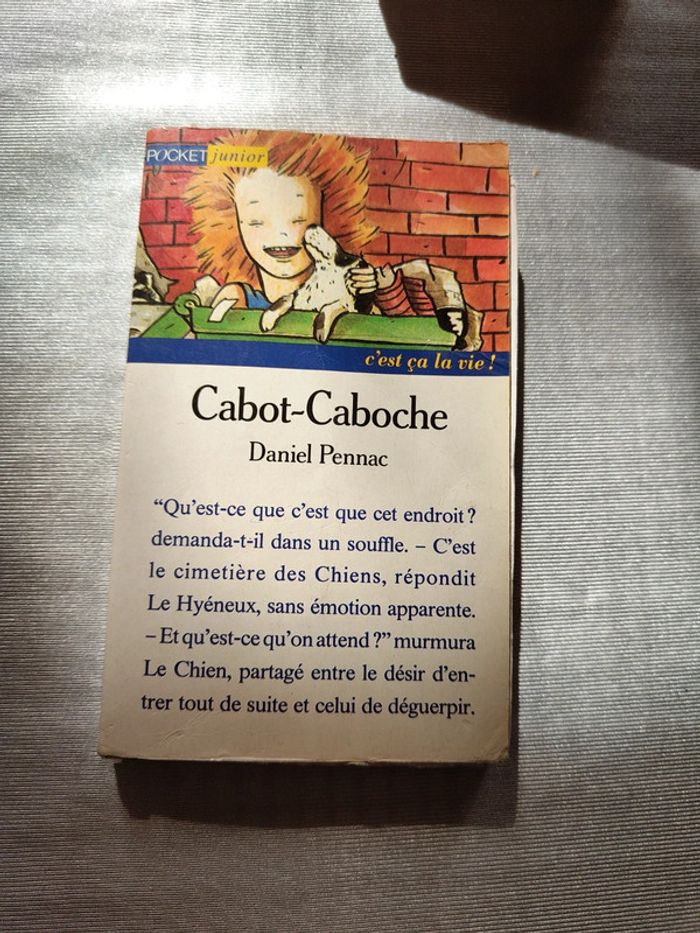 POCKET junior
c'est ça la vie !
Cabot-Caboche
Daniel Pennac
“Qu'est-ce que c'est que cet endroit ?
demanda-t-il dans un souffle. – C'est
le cimetière des Chiens, répondit
Le Hyéneux, sans émotion apparente.
– Et qu'est-ce qu'on attend ?” murmura
Le Chien, partagé entre le désir d'en-
trer tout de suite et celui de déguerpir.